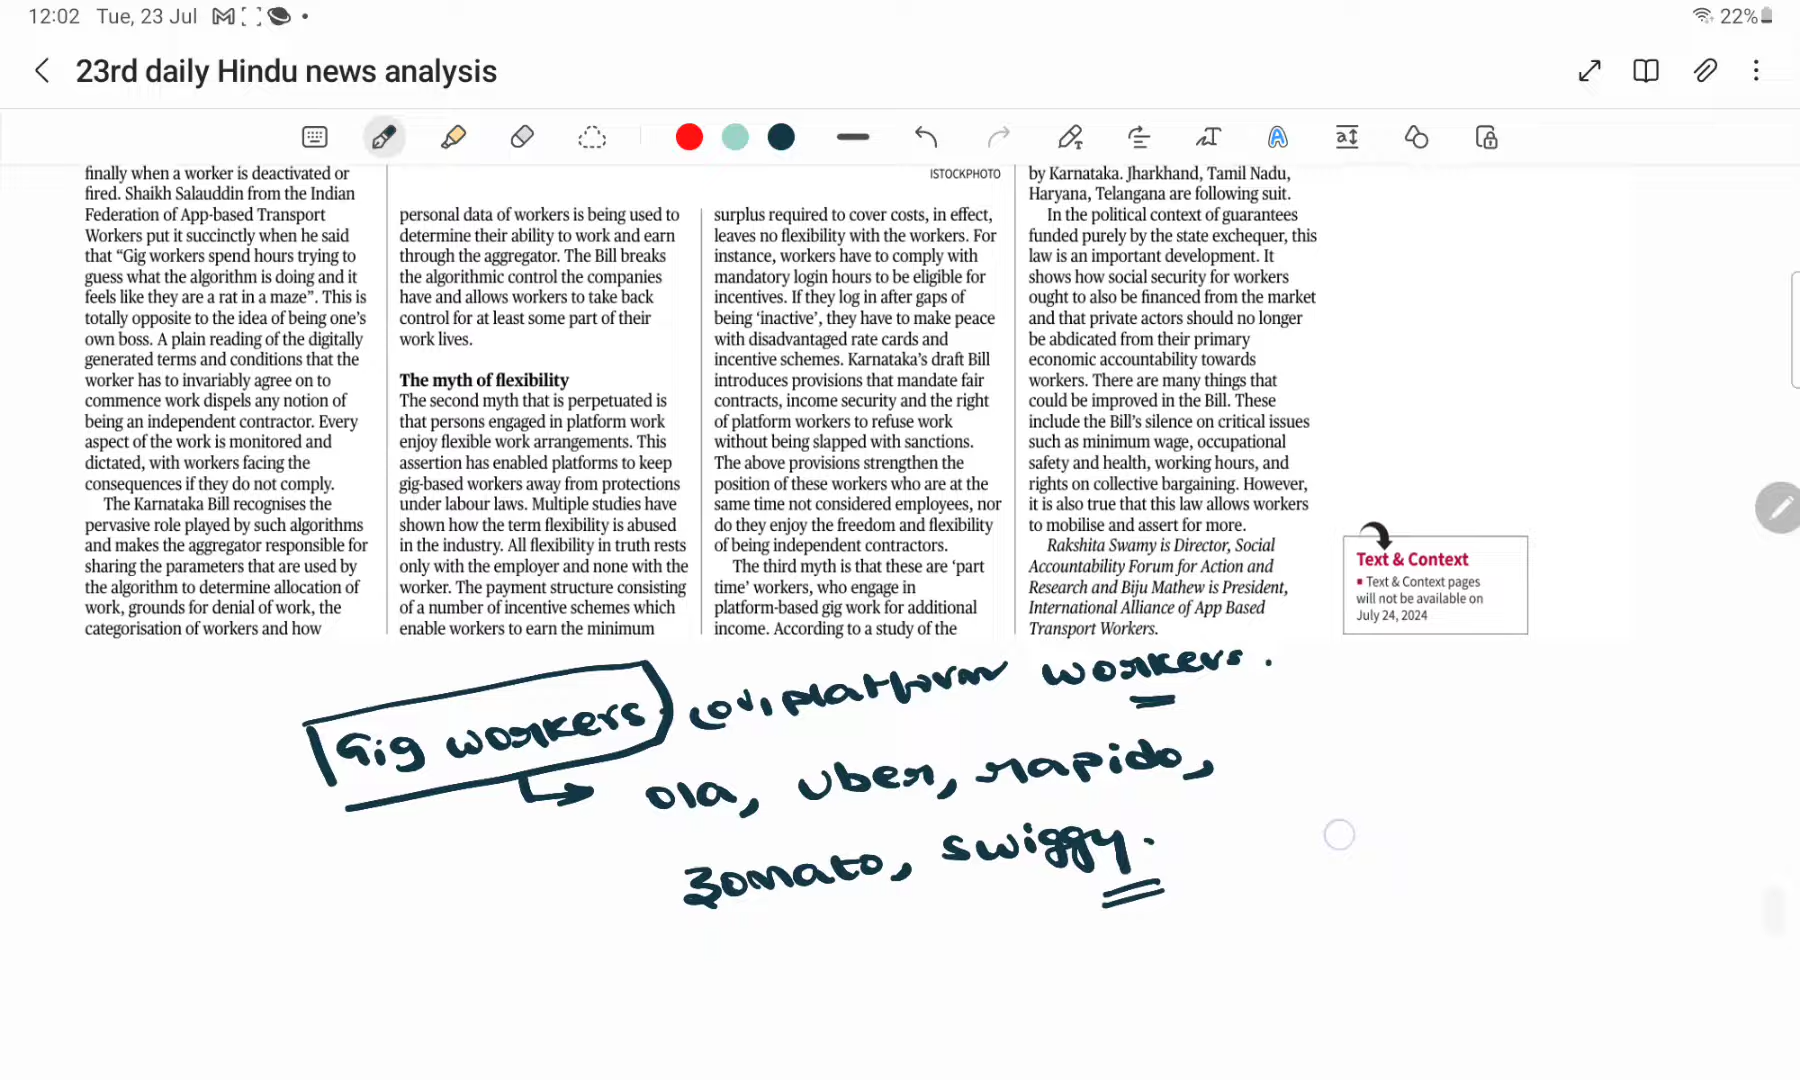 12:02 Tue, 23 Jul
22%
23rd daily Hindu news analysis
finally when a worker is deactivated or
fired. Shaikh Salauddin from the Indian
Federation of App-based Transport
Workers put it succinctly when he said
that “Gig workers spend hours trying to
guess what the algorithm is doing and it
feels like they are a rat in a maze”. This is
totally opposite to the idea of being one’s
own boss. A plain reading of the digitally
generated terms and conditions that the
worker has to invariably agree on to
commence work dispels any notion of
being an independent contractor. Every
aspect of the work is monitored and
dictated, with workers facing the
consequences if they do not comply.
The Karnataka Bill recognises the
pervasive role played by such algorithms
and makes the aggregator responsible for
sharing the parameters that are used by
the algorithm to determine allocation of
work, grounds for denial of work, the
categorisation of workers and how
personal data of workers is being used to
determine their ability to work and earn
through the aggregator. The Bill breaks
the algorithmic control the companies
have and allows workers to take back
control for at least some part of their
work lives.
The myth of flexibility
The second myth that is perpetuated is
that persons engaged in platform work
enjoy flexible work arrangements. This
assertion has enabled platforms to keep
gig-based workers away from protections
under labour laws. Multiple studies have
shown how the term flexibility is abused
in the industry. All flexibility in truth rests
only with the employer and none with the
worker. The payment structure consisting
of a number of incentive schemes which
enable workers to earn the minimum
ISTOCKPHOTO
surplus required to cover costs, in effect,
leaves no flexibility with the workers. For
instance, workers have to comply with
mandatory login hours to be eligible for
incentives. If they log in after gaps of
being ‘inactive’, they have to make peace
with disadvantaged rate cards and
incentive schemes. Karnataka’s draft Bill
introduces provisions that mandate fair
contracts, income security and the right
of platform workers to refuse work
without being slapped with sanctions.
The above provisions strengthen the
position of these workers who are at the
same time not considered employees, nor
do they enjoy the freedom and flexibility
of being independent contractors.
The third myth is that these are ‘part
time’ workers, who engage in
platform-based gig work for additional
income. According to a study of the
by Karnataka. Jharkhand, Tamil Nadu,
Haryana, Telangana are following suit.
In the political context of guarantees
funded purely by the state exchequer, this
law is an important development. It
shows how social security for workers
ought to also be financed from the market
and that private actors should no longer
be abdicated from their primary
economic accountability towards
workers. There are many things that
could be improved in the Bill. These
include the Bill’s silence on critical issues
such as minimum wage, occupational
safety and health, working hours, and
rights on collective bargaining. However,
it is also true that this law allows workers
to mobilise and assert for more.
Rakshita Swamy is Director, Social
Accountability Forum for Action and
Research and Biju Mathew is President,
International Alliance of App Based
Transport Workers.
Text & Context
Text & Context pages
will not be available on
July 24, 2024
Gig workers (or) platform workers.
Ola, Uber, rapido,
zomato, swiggy.